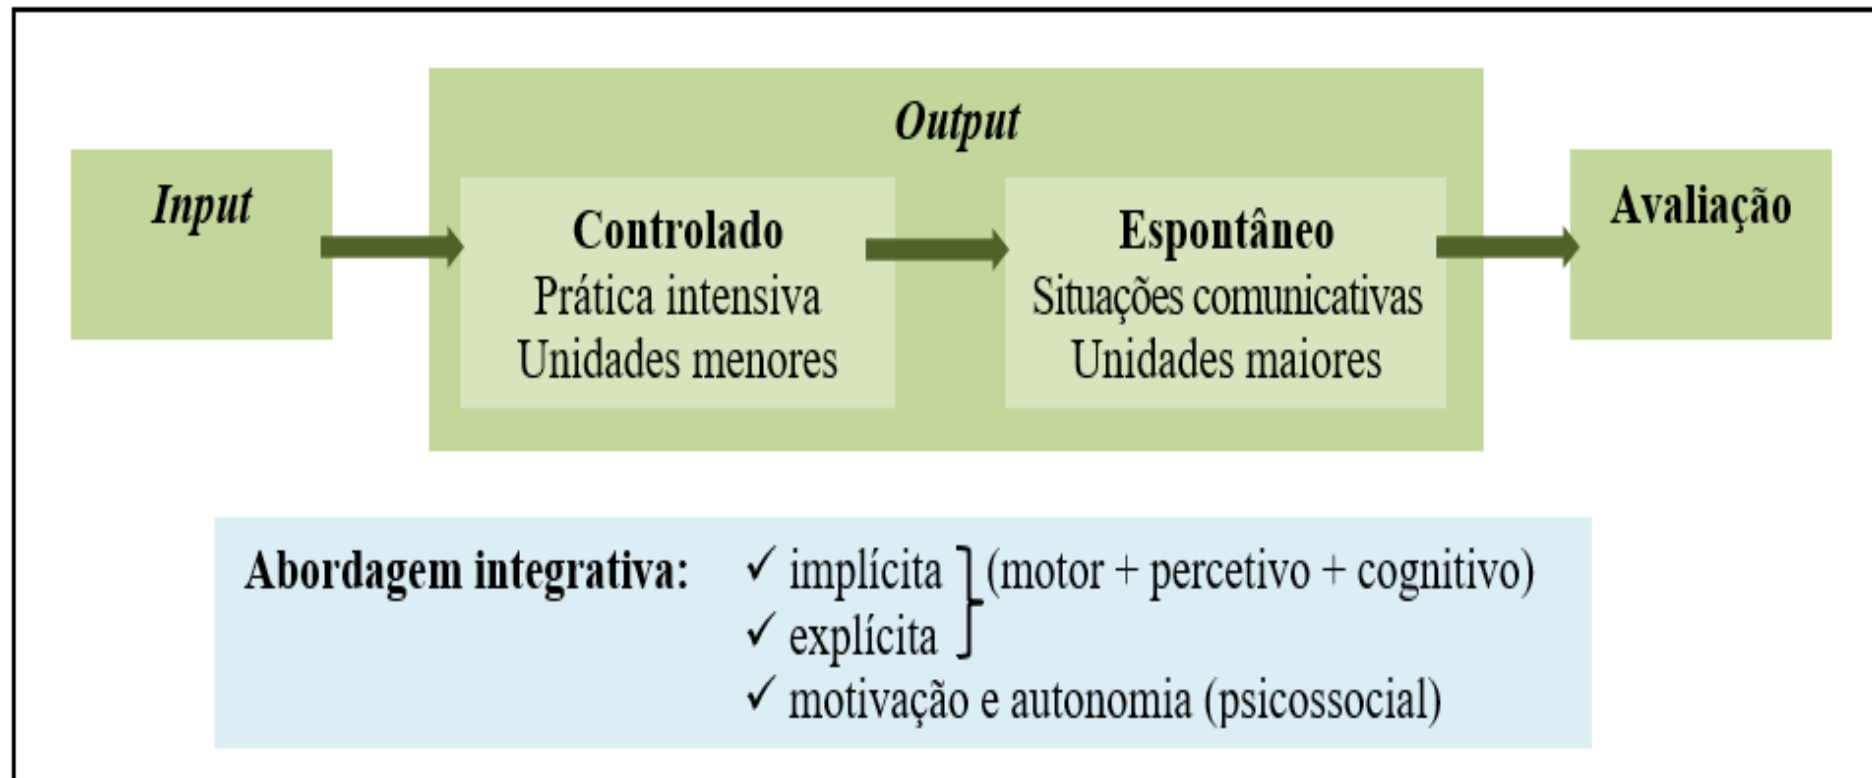 Output
Input
Controlado
Prática intensiva
Unidades menores
Espontâneo
Situações comunicativas
Unidades maiores
Avaliação
Abordagem integrativa: ✓ implícita (motor + percetivo + cognitivo)
✓ explícita
✓ motivação e autonomia (psicossocial)